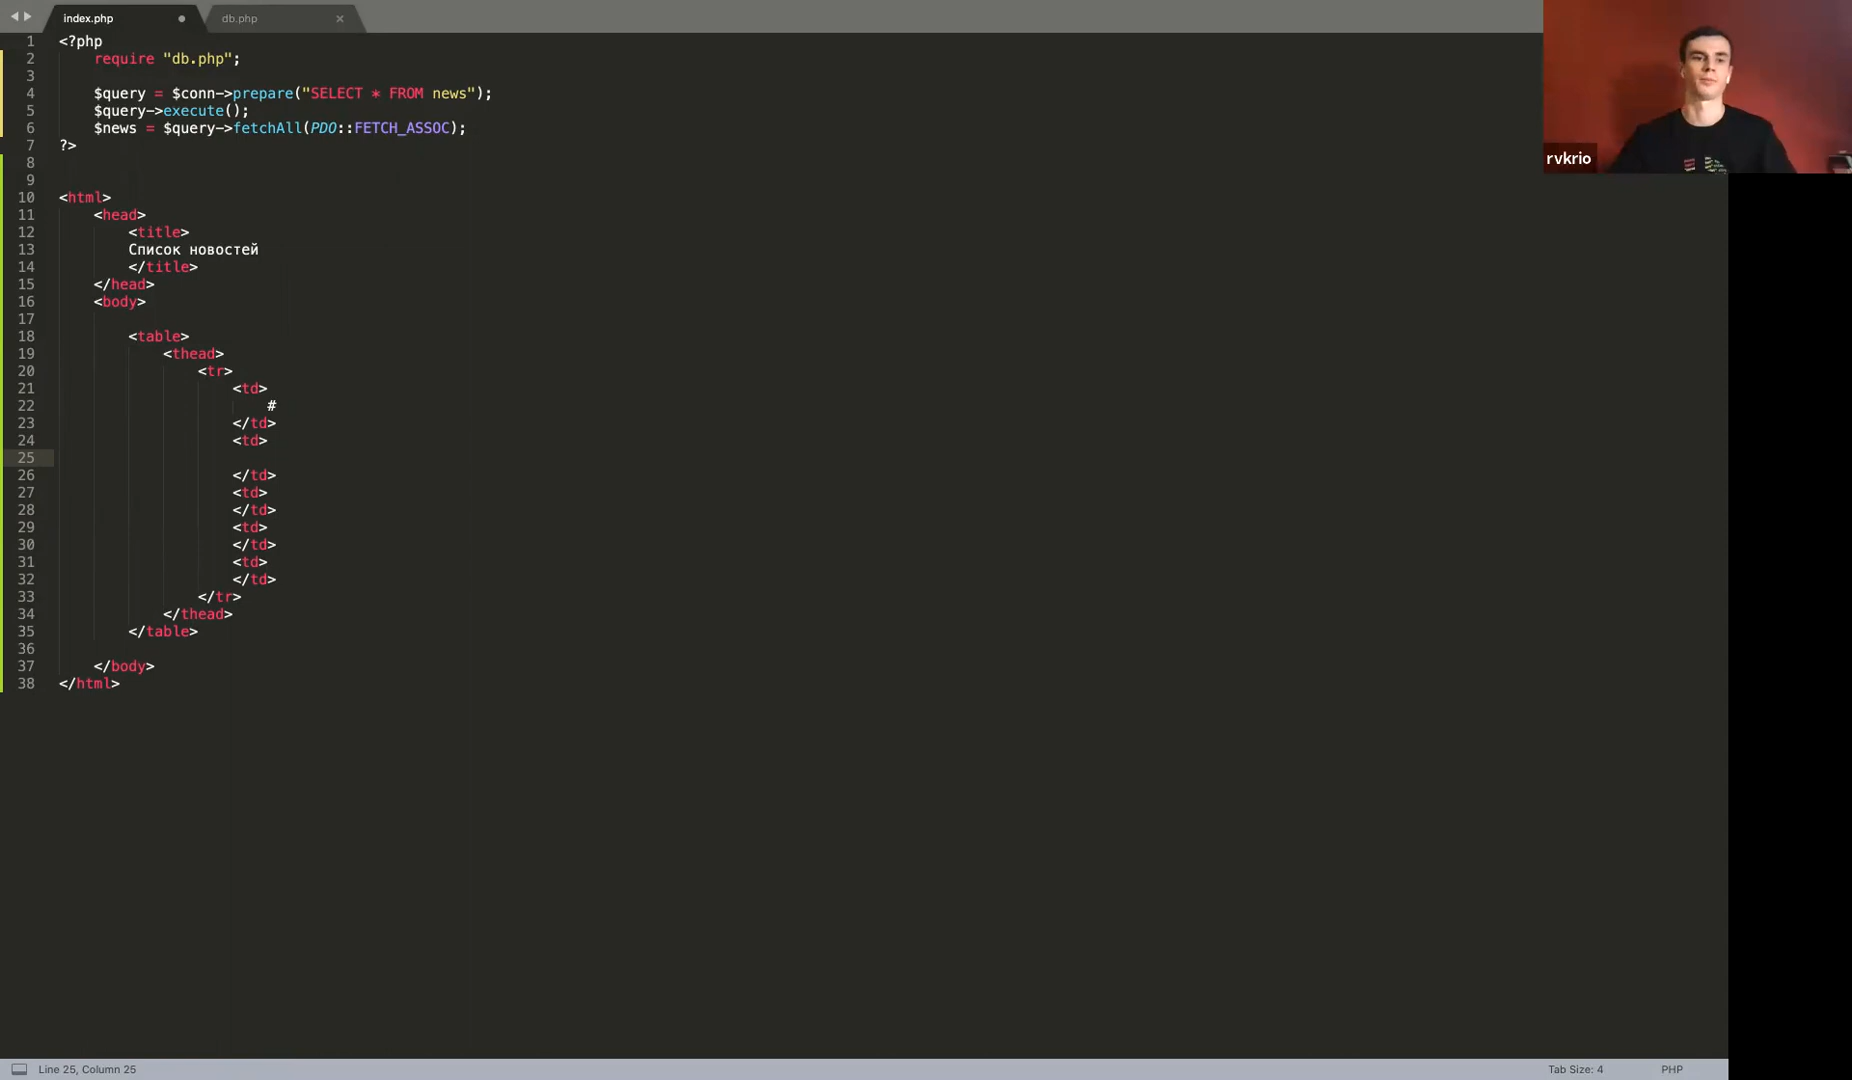 index.php
db.php
1 <?php
2 require "db.php";
3
4 $query = $conn->prepare("SELECT * FROM news");
5 $query->execute();
6 $news = $query->fetchAll(PDO::FETCH_ASSOC);
7 ?>
8
9
10 <html>
11 <head>
12 <title>
13 Список новостей
14 </title>
15 </head>
16 <body>
17
18 <table>
19 <thead>
20 <tr>
21 <td>
22 #
23 </td>
24 <td>
25
26 </td>
27 <td>
28 </td>
29 <td>
30 </td>
31 <td>
32 </td>
33 </tr>
34 </thead>
35 </table>
36
37 </body>
38 </html>
rvkrio
Line 25, Column 25
Tab Size: 4
PHP